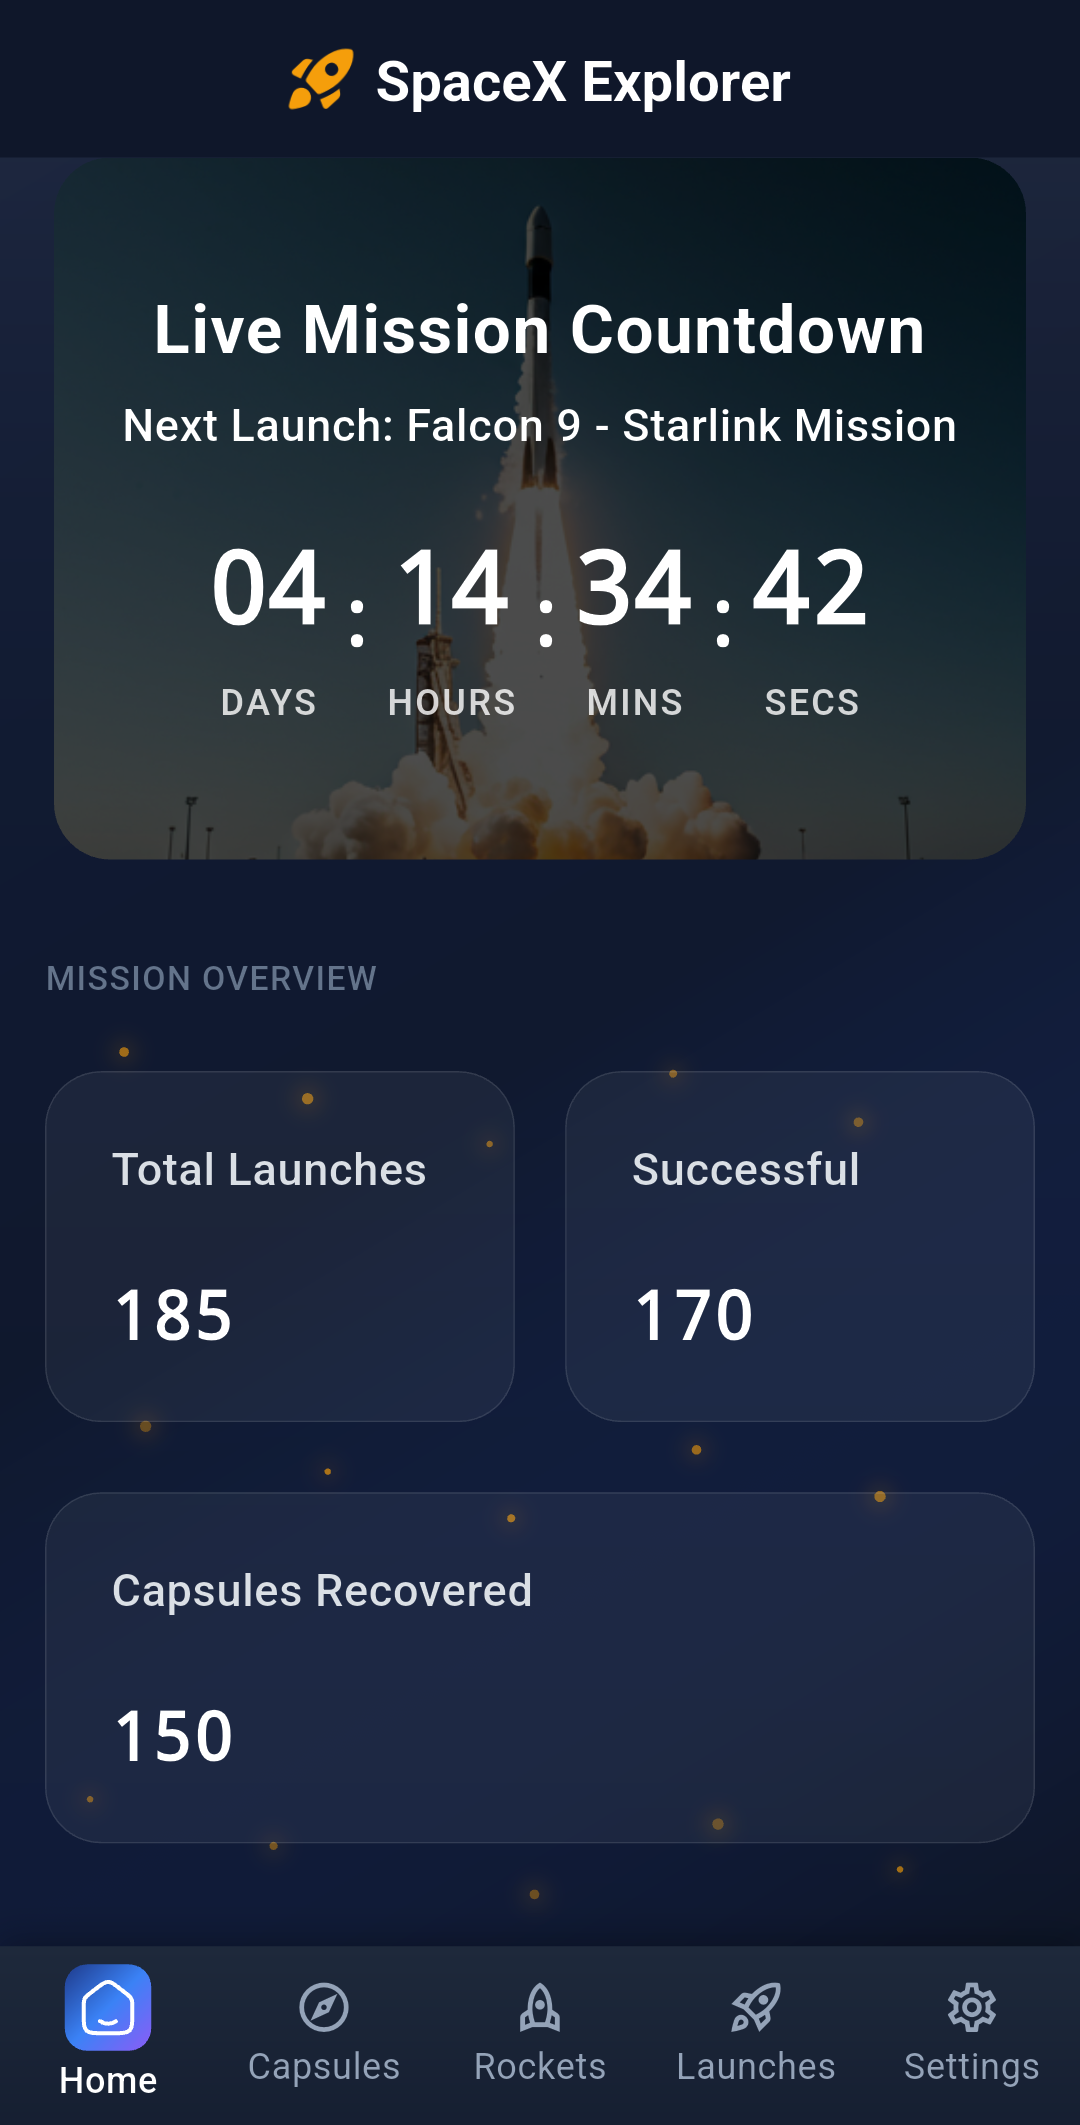 SpaceX Explorer
Live Mission Countdown
Next Launch: Falcon 9 - Starlink Mission
04 : 14 : 34 : 42
DAYS HOURS MINS SECS
MISSION OVERVIEW
Total Launches
185
Successful
170
Capsules Recovered
150
Home Capsules Rockets Launches Settings